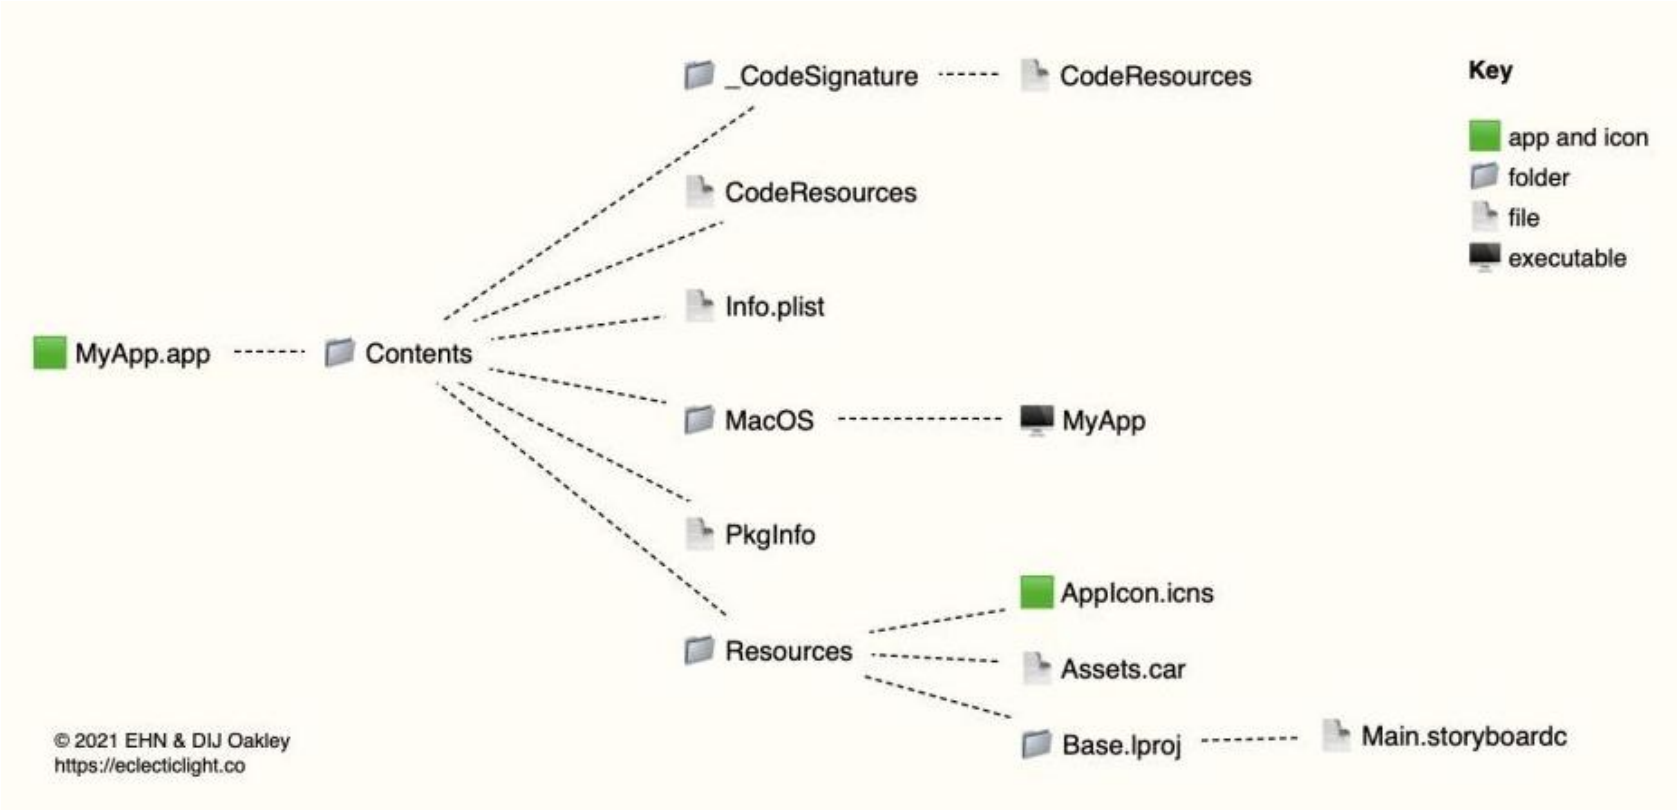 _CodeSignature
CodeResources
Key
app and icon
folder
file
executable
CodeResources
Info.plist
MyApp.app
Contents
MacOS
MyApp
PkgInfo
AppIcon.icns
Resources
Assets.car
Base.lproj
Main.storyboardc
© 2021 EHN & DIJ Oakley
https://eclecticlight.co